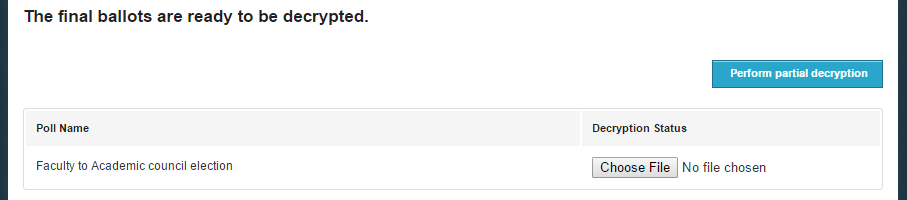 The final ballots are ready to be decrypted.
Perform partial decryption
Poll Name Decryption Status
Faculty to Academic council election Choose File No file chosen